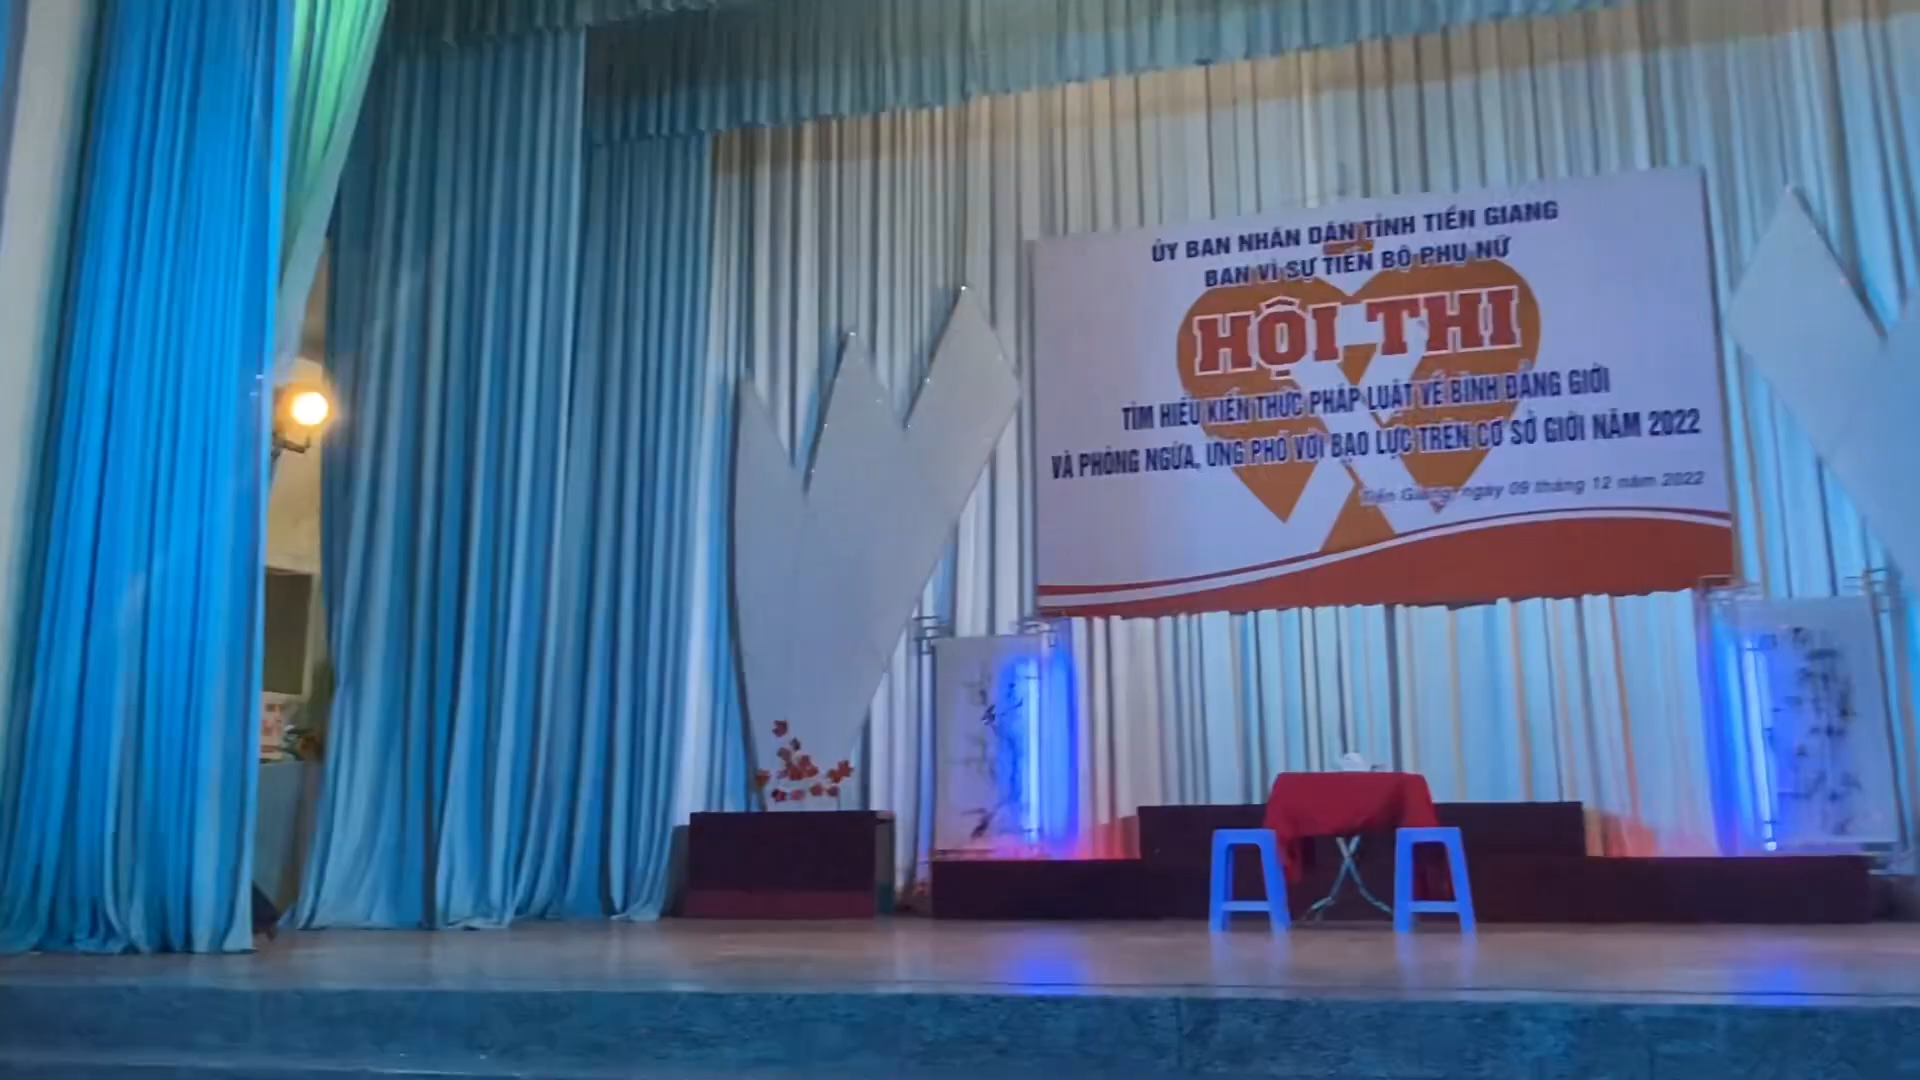 ỦY BAN NHÂN DÂN TỈNH TIỀN GIANG
BAN VÌ SỰ TIẾN BỘ PHỤ NỮ
HỘI THI
TÌM HIỂU KIẾN THỨC PHÁP LUẬT VỀ BÌNH ĐẲNG GIỚI
VÀ PHÒNG NGỪA, ỨNG PHÓ VỚI BẠO LỰC TRÊN CƠ SỞ GIỚI NĂM 2022
Tiền Giang, ngày 09 tháng 12 năm 2022